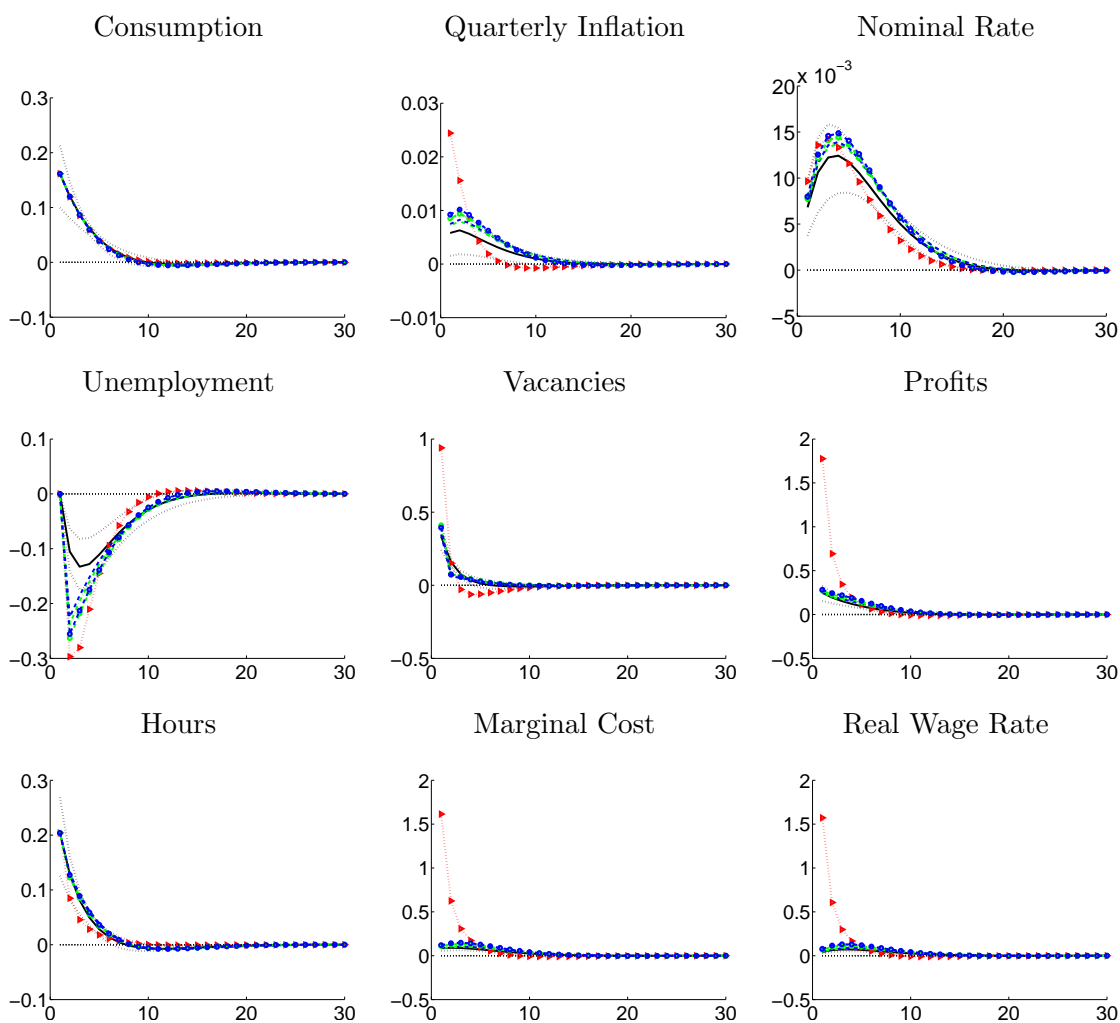 Consumption
Quarterly Inflation
Nominal Rate
0.3
0.2
0.1
0
−0.1
0 10 20 30
0.03
0.02
0.01
0
−0.01
0 10 20 30
x 10⁻³
20
15
10
5
0
−5
0 10 20 30
Unemployment
Vacancies
Profits
0.1
0
−0.1
−0.2
−0.3
0 10 20 30
1
0.5
0
−0.5
0 10 20 30
2
1.5
1
0.5
0
−0.5
0 10 20 30
Hours
Marginal Cost
Real Wage Rate
0.3
0.2
0.1
0
−0.1
0 10 20 30
2
1.5
1
0.5
0
−0.5
0 10 20 30
2
1.5
1
0.5
0
−0.5
0 10 20 30